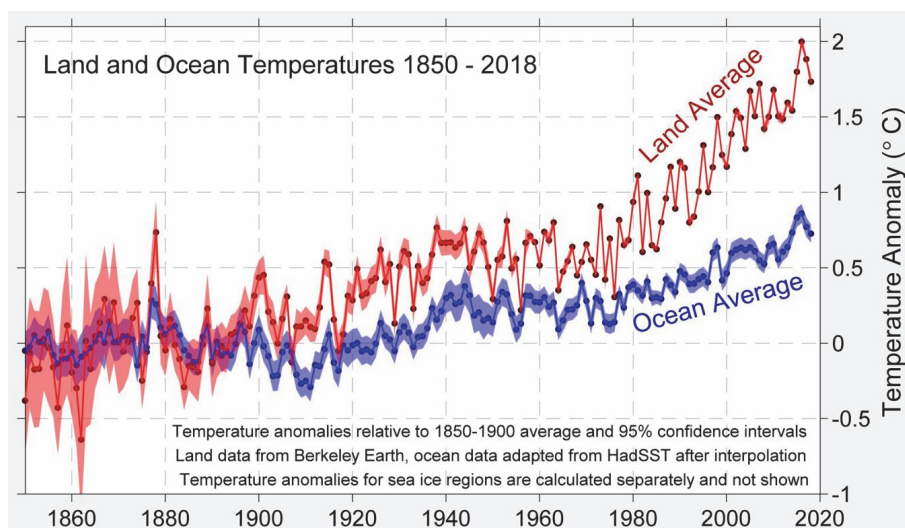 Land and Ocean Temperatures 1850 - 2018
Land Average
Ocean Average
Temperature anomalies relative to 1850-1900 average and 95% confidence intervals
Land data from Berkeley Earth, ocean data adapted from HadSST after interpolation
Temperature anomalies for sea ice regions are calculated separately and not shown
2
1.5
1
0.5
0
-0.5
-1
Temperature Anomaly (° C)
1860
1880
1900
1920
1940
1960
1980
2000
2020